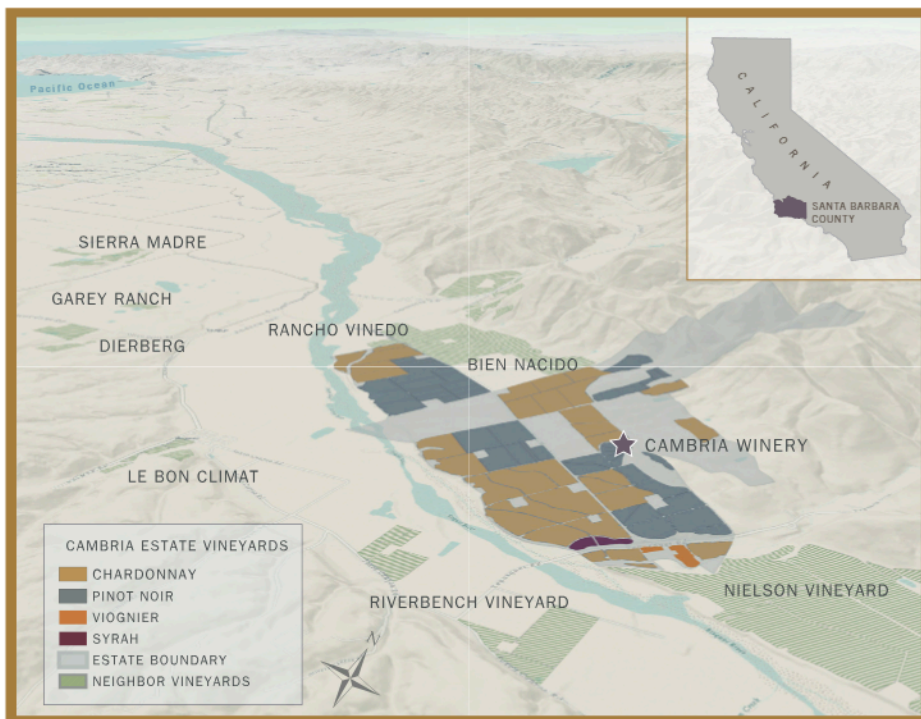 Pacific Ocean
CALIFORNIA
SANTA BARBARA
COUNTY
SIERRA MADRE
GAREY RANCH
RANCHO VINEDO
DIERBERG
BIEN NACIDO
CAMBRIA WINERY
LE BON CLIMAT
CAMBRIA ESTATE VINEYARDS
CHARDONNAY
PINOT NOIR
VIOGNIER
SYRAH
ESTATE BOUNDARY
NEIGHBOR VINEYARDS
RIVERBENCH VINEYARD
NIELSON VINEYARD
N